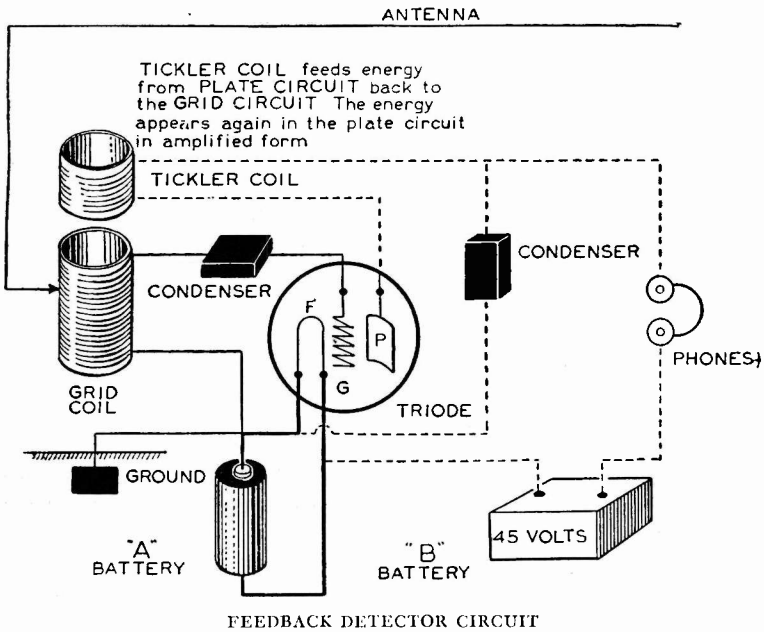 ANTENNA
TICKLER COIL feeds energy
from PLATE CIRCUIT back to
the GRID CIRCUIT The energy
appears again in the plate circuit
in amplified form
TICKLER COIL
CONDENSER
CONDENSER
F
P
G
PHONES
GRID
COIL
TRIODE
GROUND
"A"
BATTERY
"B"
BATTERY
45 VOLTS
FEEDBACK DETECTOR CIRCUIT